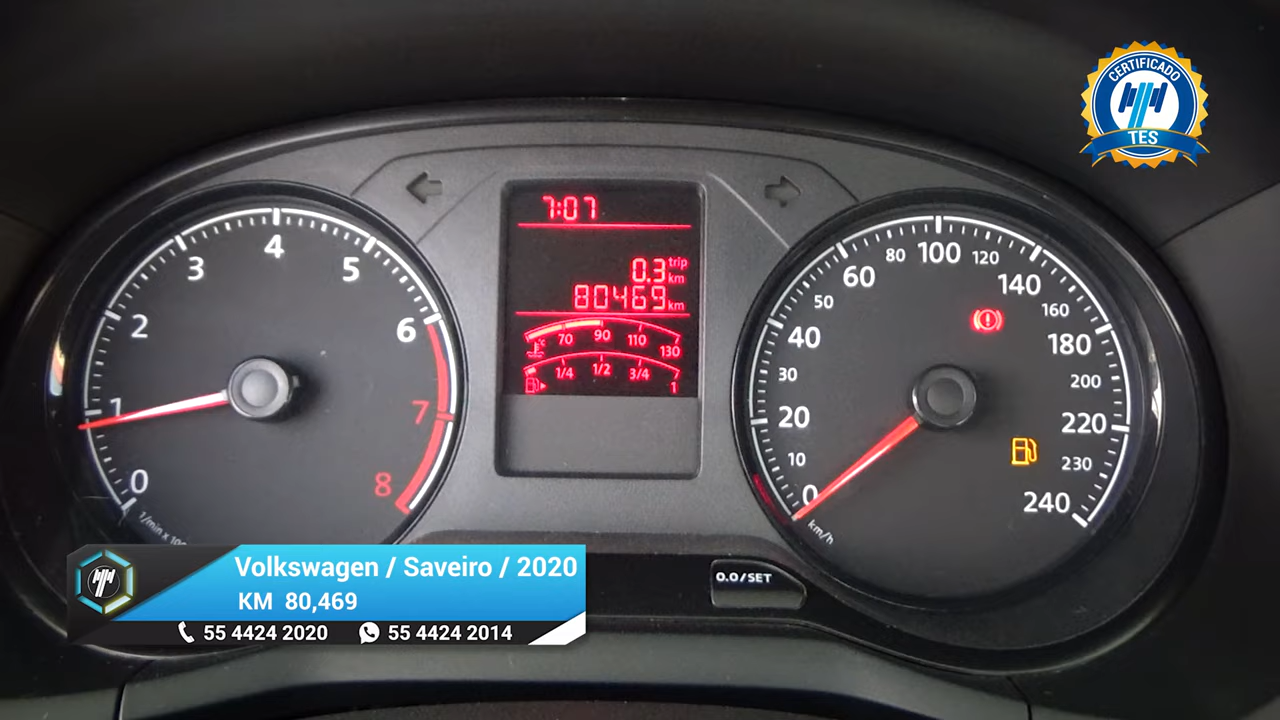 CERTIFICADO
TES
7:07
0.3 trip km
80469 km
70 90 110 130
°C
1/4 1/2 3/4 1
0 1 2 3 4 5 6 7 8
0 10 20 30 40 50 60 80 100 120 140 160 180 200 220 230 240
km/h
0.0/SET
Volkswagen / Saveiro / 2020
KM 80,469
55 4424 2020 55 4424 2014